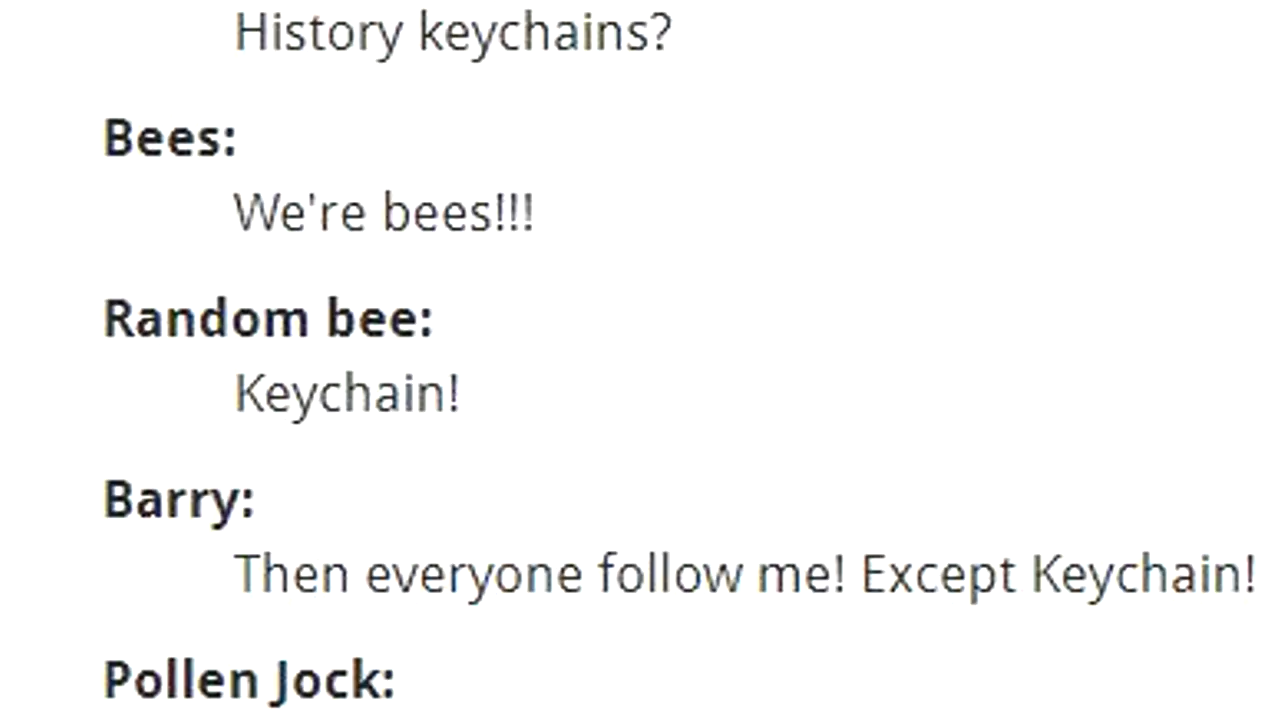 History keychains?
Bees:
We're bees!!!
Random bee:
Keychain!
Barry:
Then everyone follow me! Except Keychain!
Pollen Jock: